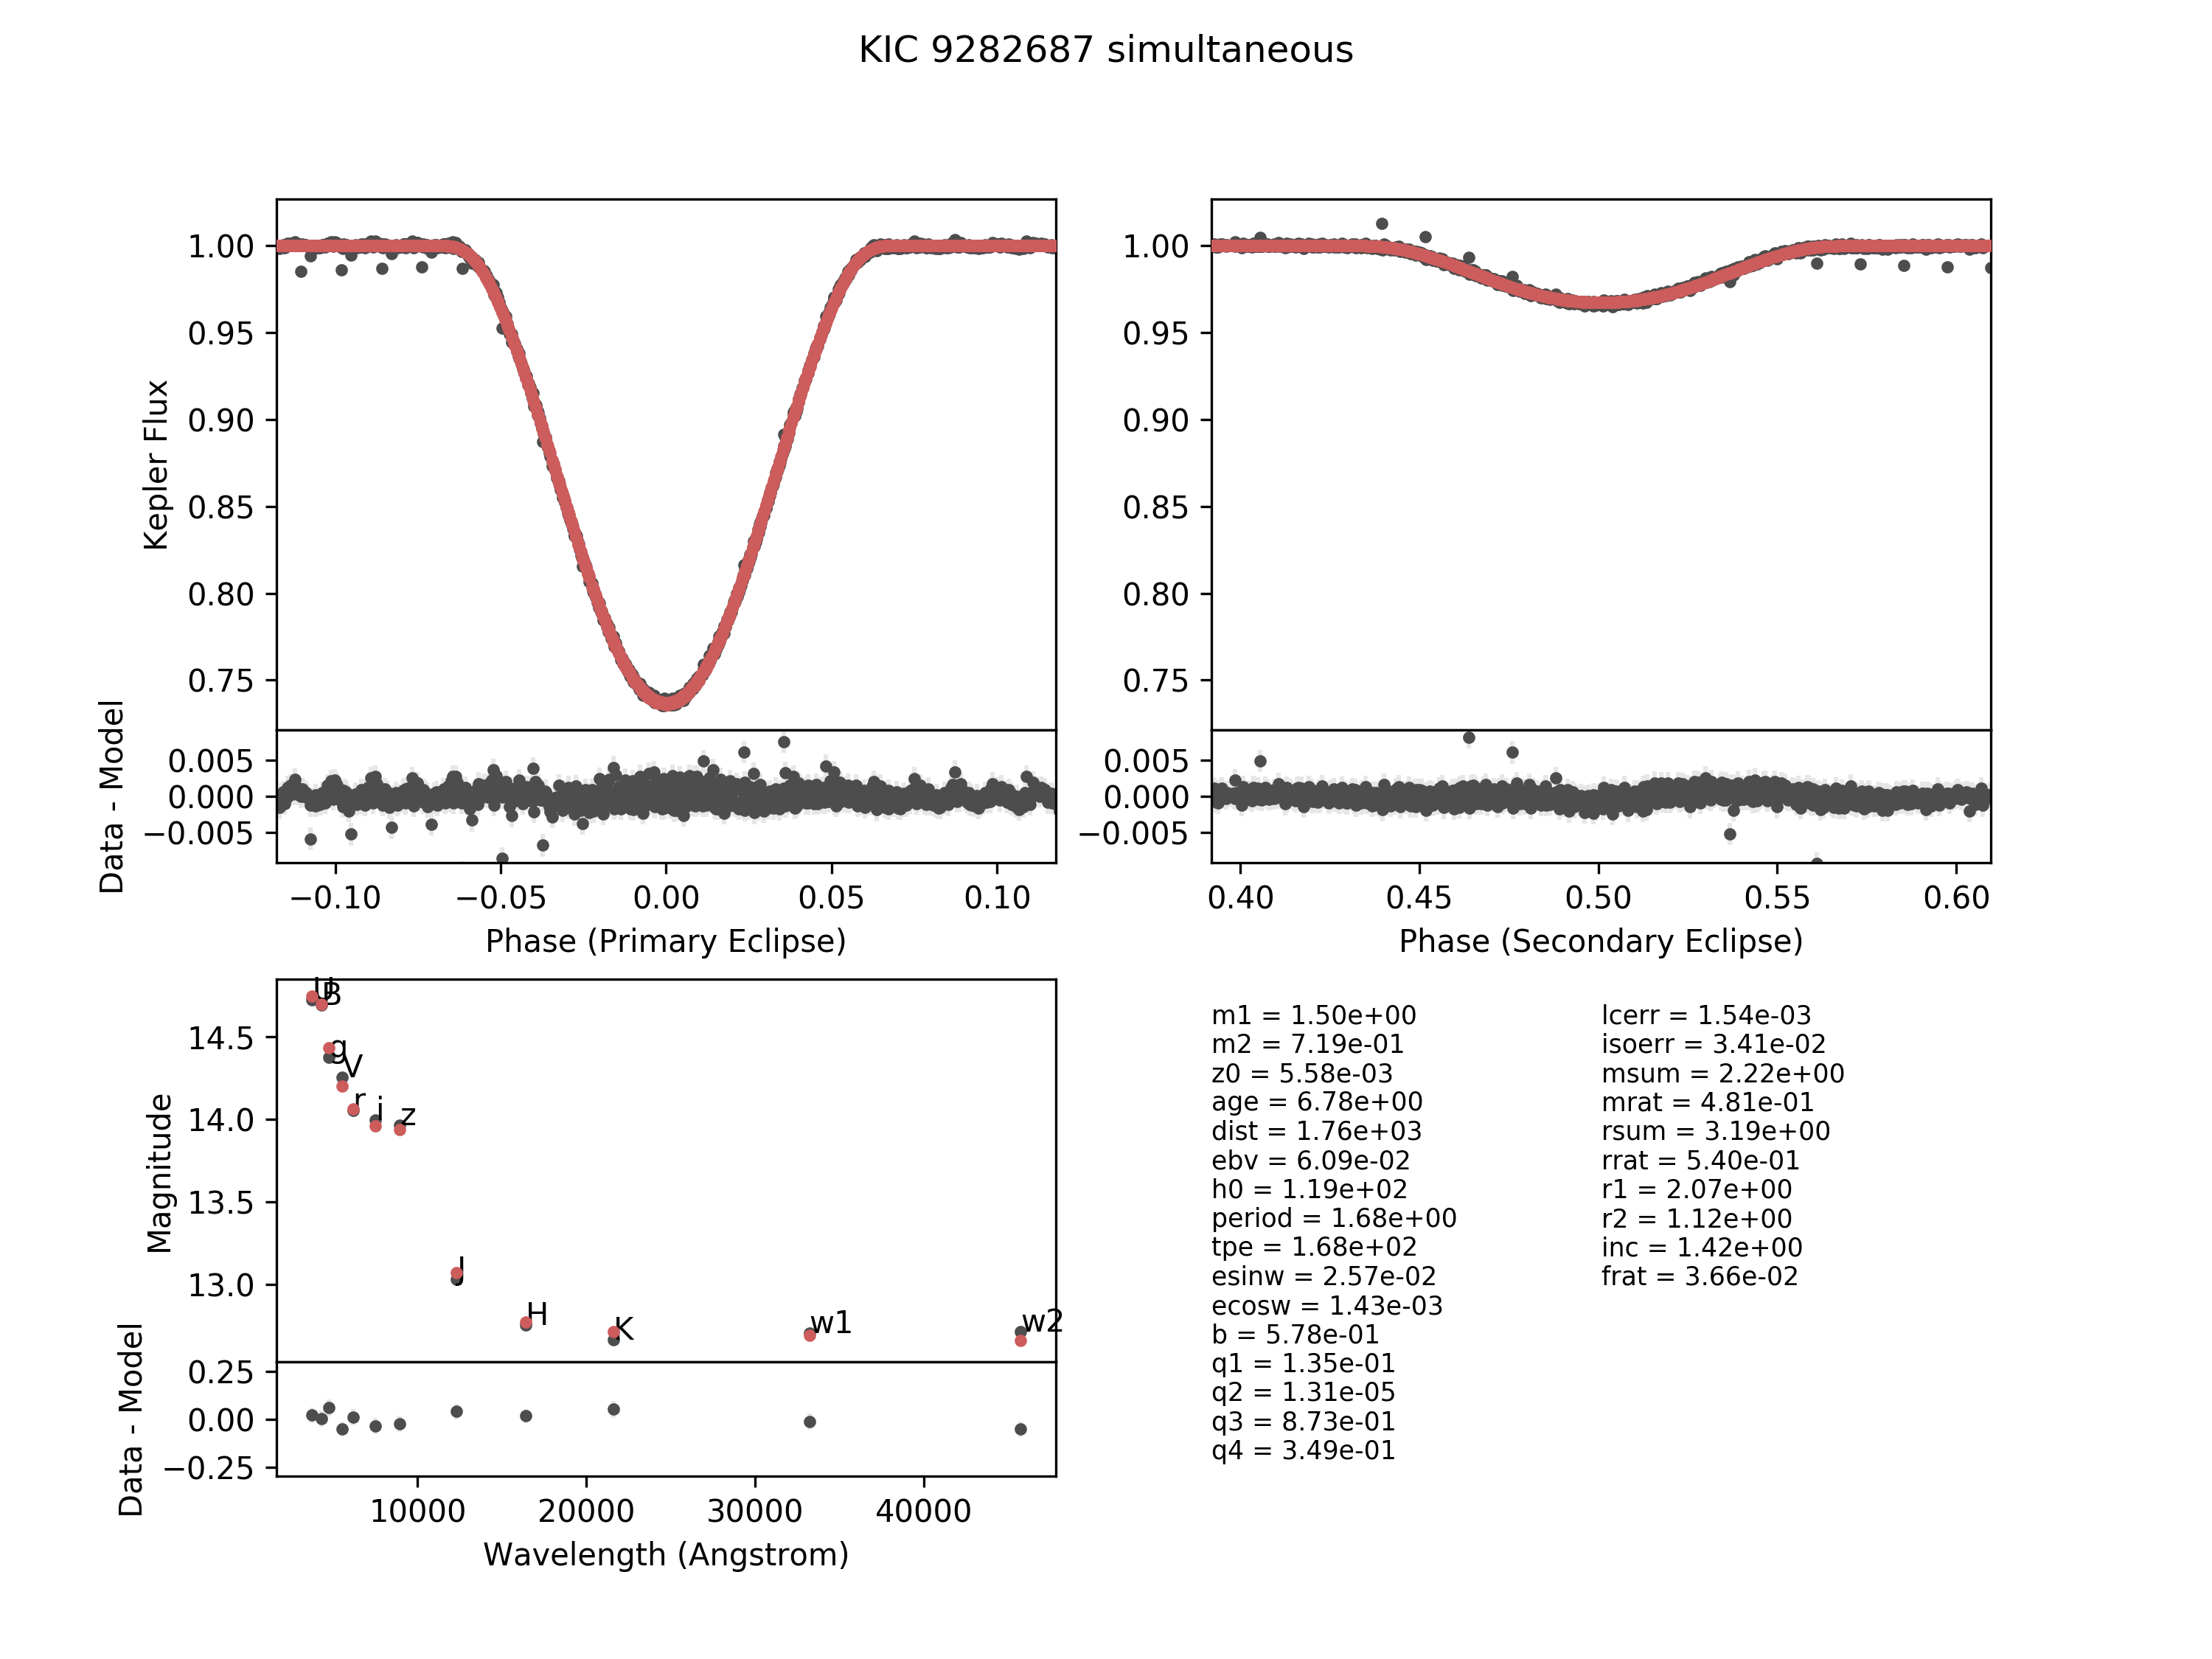 KIC 9282687 simultaneous
Kepler Flux
1.00
0.95
0.90
0.85
0.80
0.75
1.00
0.95
0.90
0.85
0.80
0.75
Data - Model
0.005
0.000
−0.005
0.005
0.000
−0.005
−0.10 −0.05 0.00 0.05 0.10
0.40 0.45 0.50 0.55 0.60
Phase (Primary Eclipse)
Phase (Secondary Eclipse)
Magnitude
14.5
14.0
13.5
13.0
U
B
g
V
r
i
z
J
H
K
w1
w2
Data - Model
0.25
0.00
−0.25
10000 20000 30000 40000
Wavelength (Angstrom)
m1 = 1.50e+00
m2 = 7.19e-01
z0 = 5.58e-03
age = 6.78e+00
dist = 1.76e+03
ebv = 6.09e-02
h0 = 1.19e+02
period = 1.68e+00
tpe = 1.68e+02
esinw = 2.57e-02
ecosw = 1.43e-03
b = 5.78e-01
q1 = 1.35e-01
q2 = 1.31e-05
q3 = 8.73e-01
q4 = 3.49e-01
lcerr = 1.54e-03
isoerr = 3.41e-02
msum = 2.22e+00
mrat = 4.81e-01
rsum = 3.19e+00
rrat = 5.40e-01
r1 = 2.07e+00
r2 = 1.12e+00
inc = 1.42e+00
frat = 3.66e-02